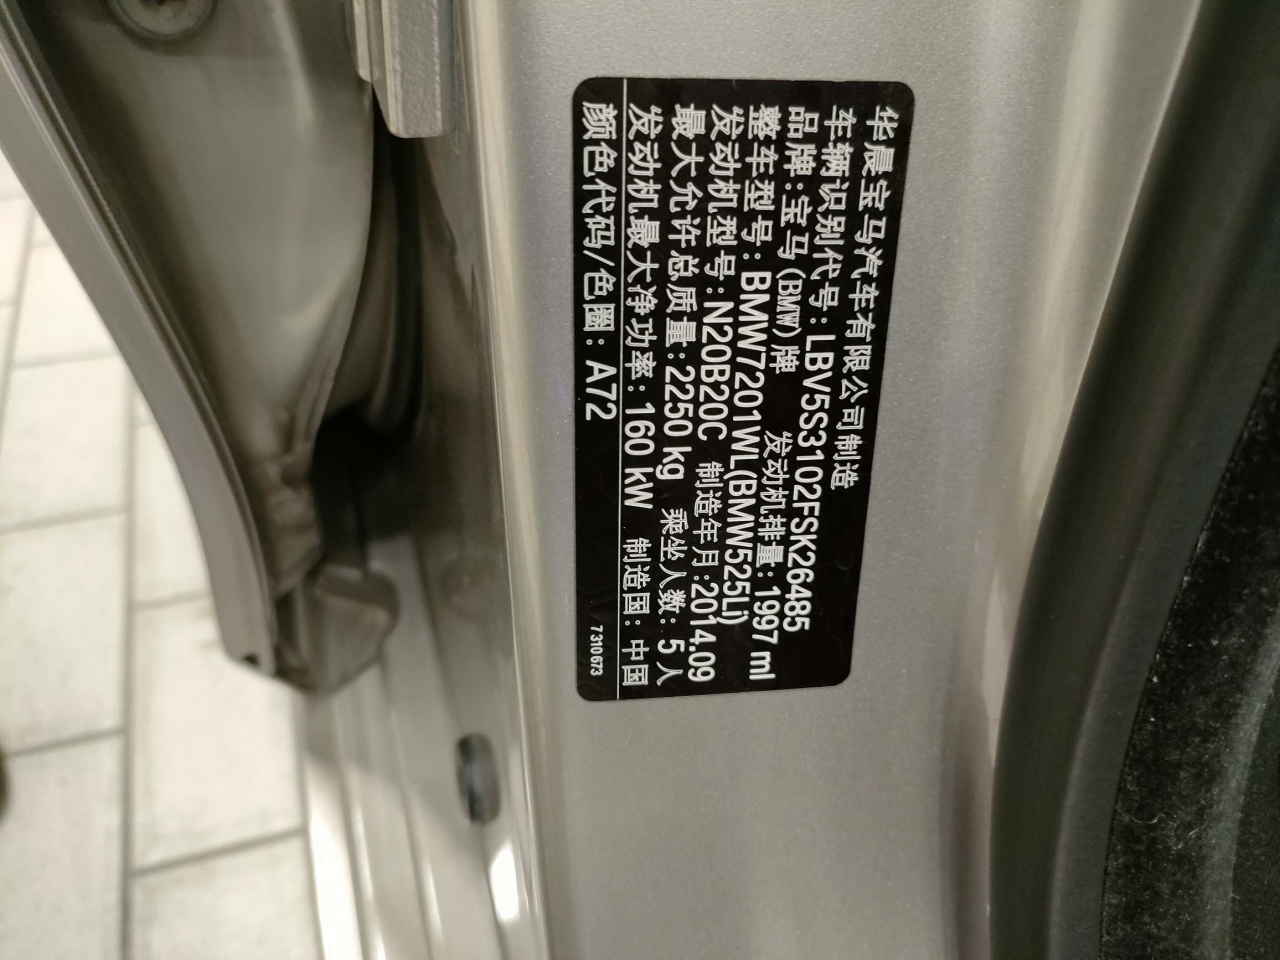 华晨宝马汽车有限公司制造
车辆识别代号: LBV5S3102FSK26485
品牌:宝马(BMW)牌 发动机排量: 1997 ml
整车型号: BMW7201WL(BMW525Li)
发动机型号: N20B20C 制造年月:2014.09
最大允许总质量: 2250 kg 乘坐人数: 5 人
发动机最大净功率: 160 kW 制造国: 中国
颜色代码/色圈: A72 7310673